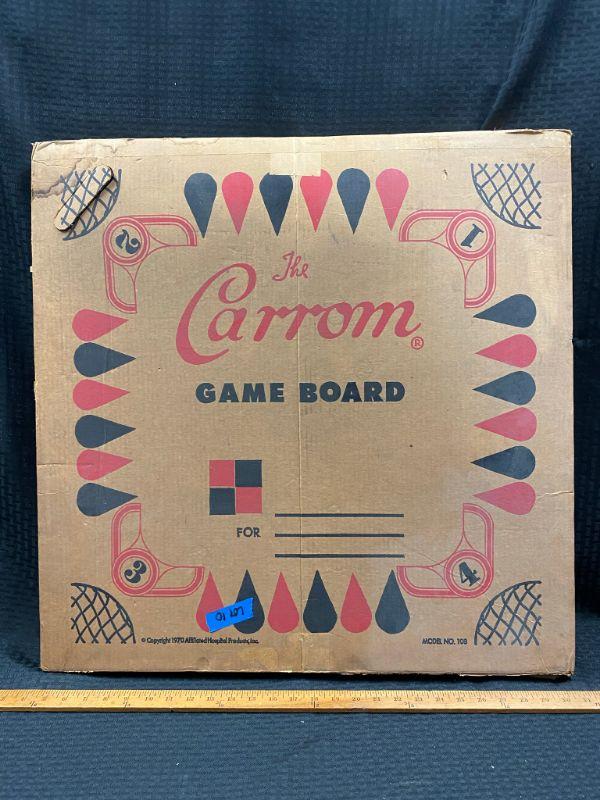 2
1
The
Carrom®
GAME BOARD
FOR
3
4
LOT 10
© Copyright 1970 Affiliated Hospital Products, Inc.
MODEL NO. 108